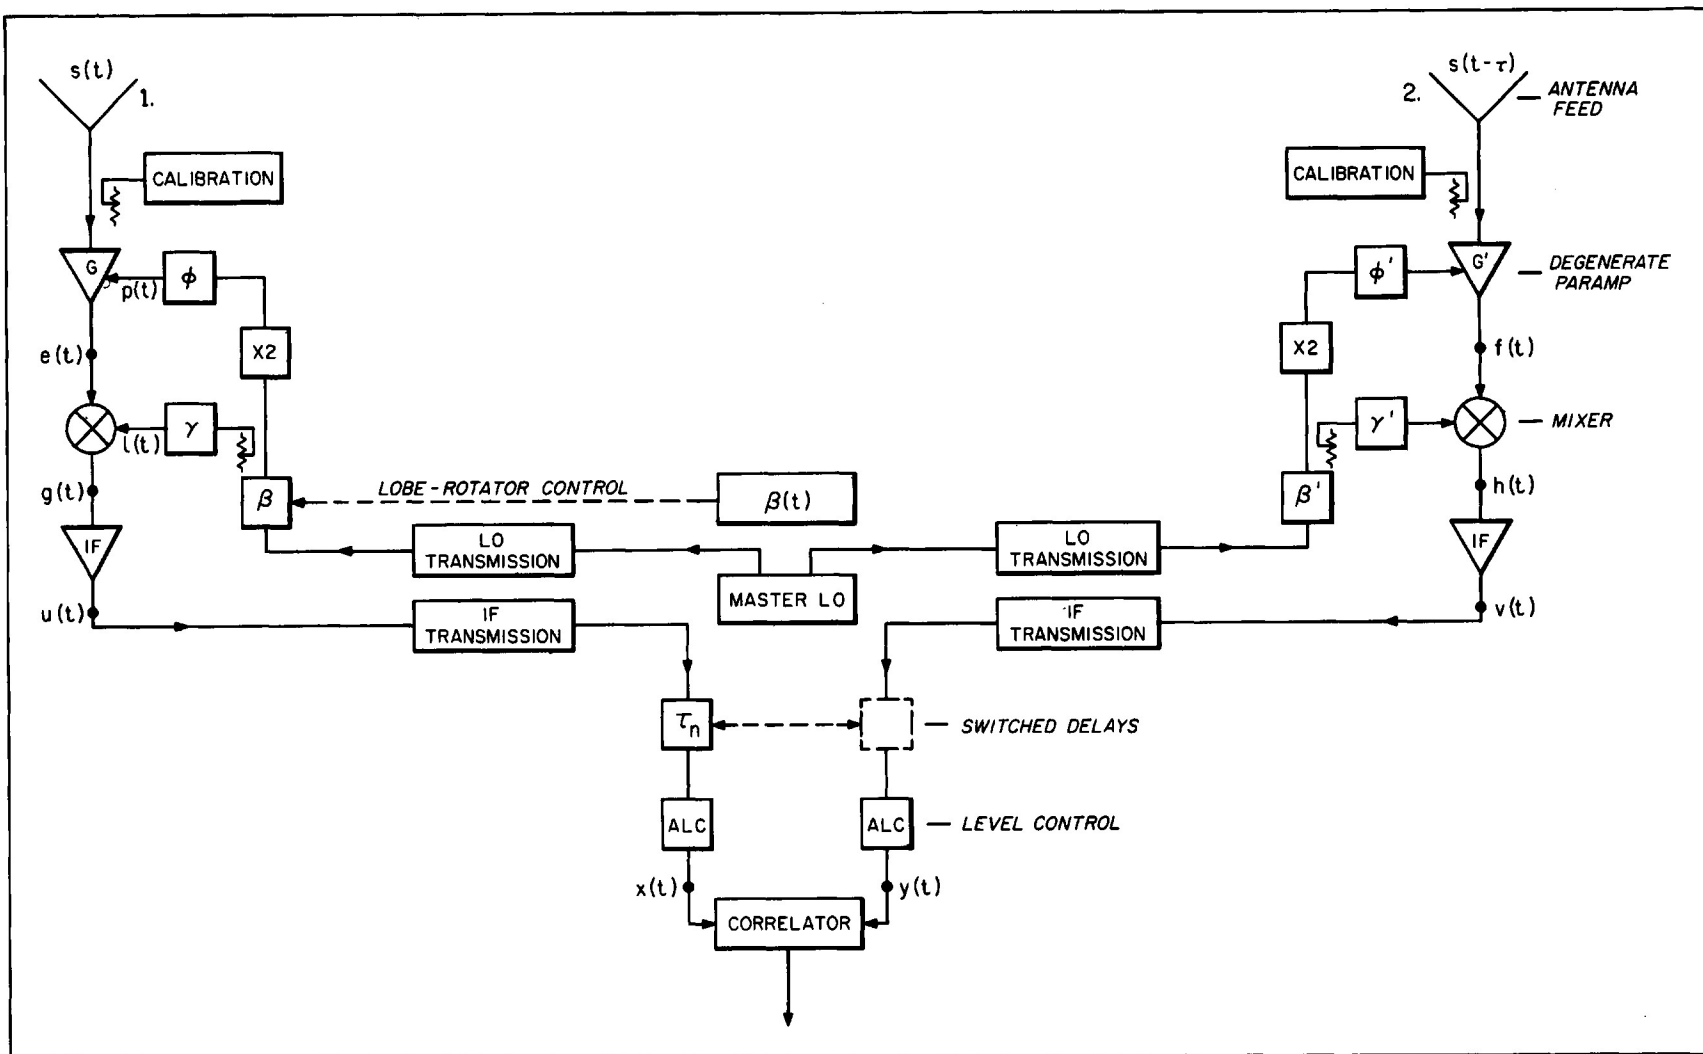 s(t)
1.
s(t-τ)
2.
ANTENNA
FEED
CALIBRATION
CALIBRATION
G
p(t)
ϕ
ϕ'
G'
DEGENERATE
PARAMP
X2
X2
e(t)
f(t)
l(t)
γ
γ'
MIXER
g(t)
β
LOBE-ROTATOR CONTROL
β(t)
β'
h(t)
IF
LO
TRANSMISSION
MASTER LO
LO
TRANSMISSION
IF
u(t)
IF
TRANSMISSION
IF
TRANSMISSION
v(t)
τn
SWITCHED DELAYS
ALC
ALC
LEVEL CONTROL
x(t)
y(t)
CORRELATOR